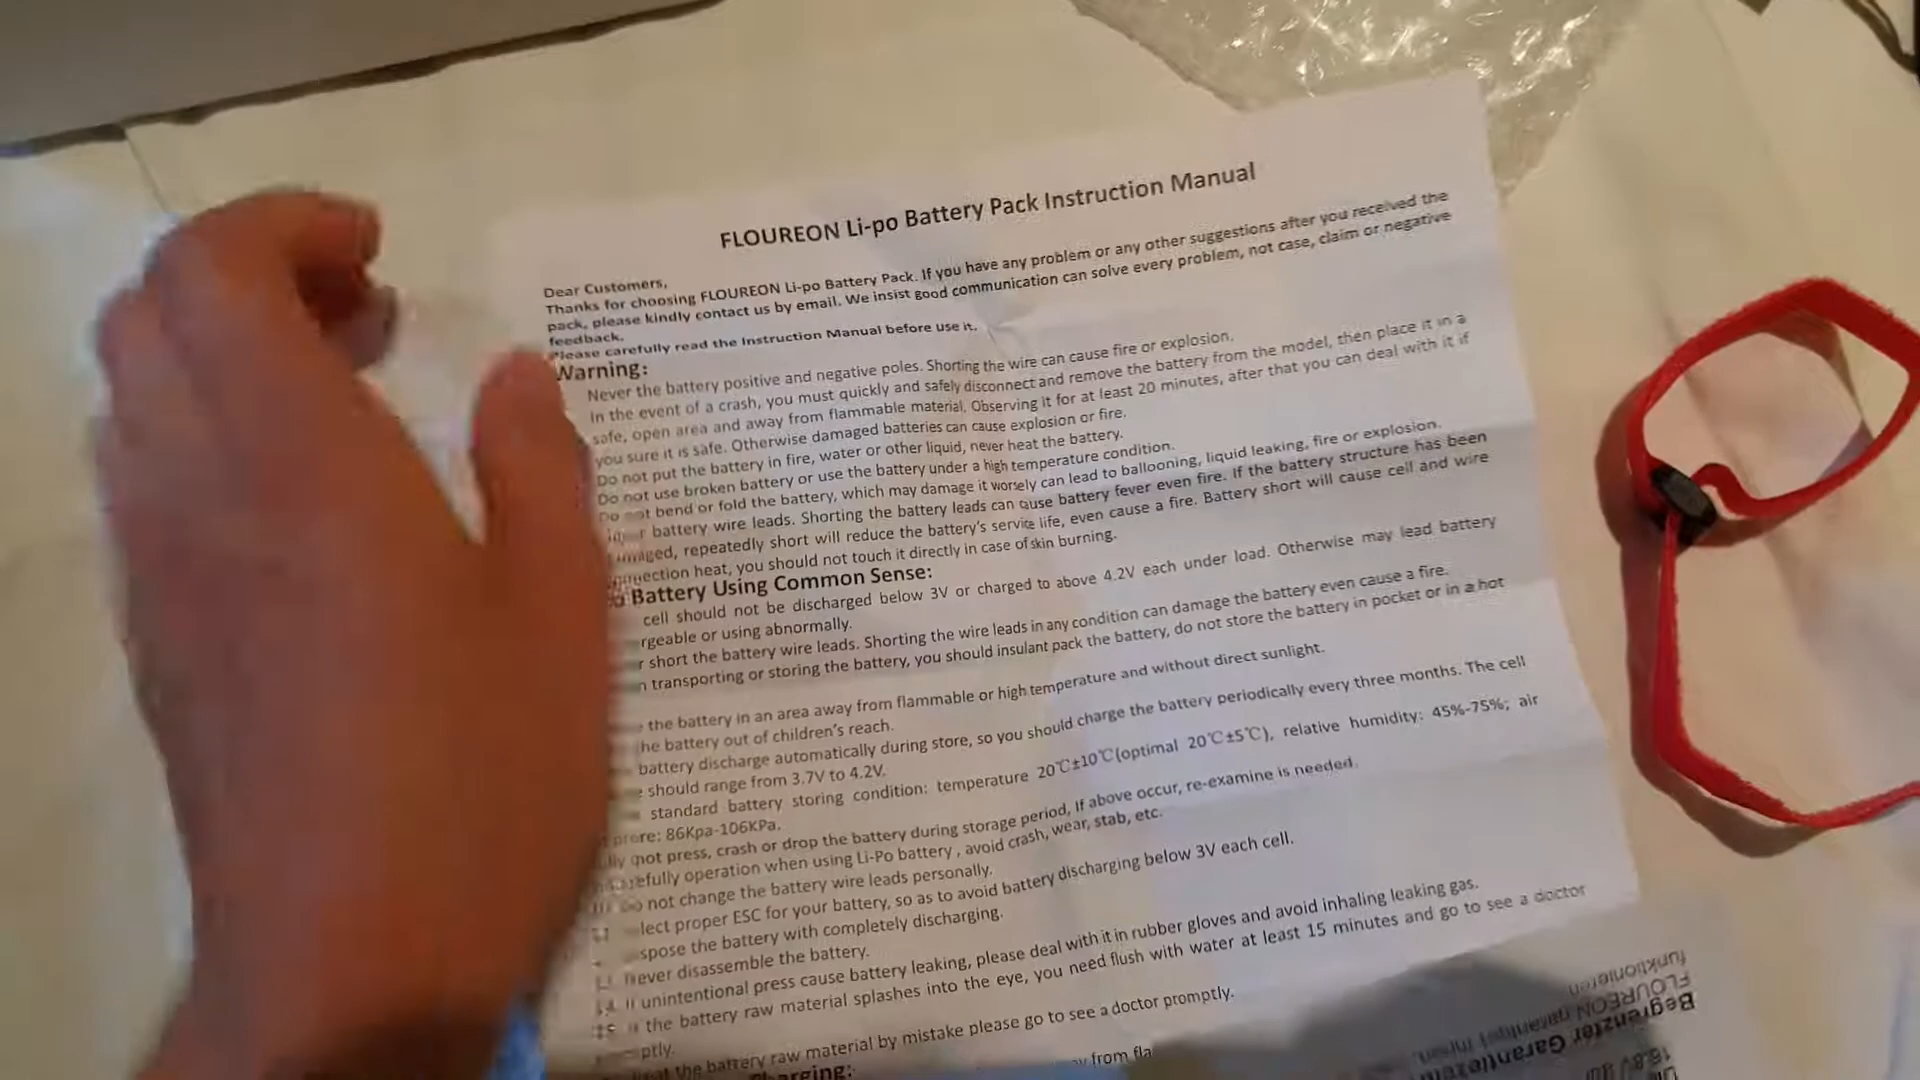 FLOUREON Li-po Battery Pack Instruction Manual
Dear Customers,
Thanks for choosing FLOUREON Li-po Battery Pack. If you have any problem or any other suggestions after you received the
pack, please kindly contact us by email. We insist good communication can solve every problem, not case, claim or negative
feedback.
Please carefully read the Instruction Manual before use it.
Warning:
Never the battery positive and negative poles. Shorting the wire can cause fire or explosion.
In the event of a crash, you must quickly and safely disconnect and remove the battery from the model, then place it in a
safe, open area and away from flammable material. Observing it for at least 20 minutes, after that you can deal with it if
you sure it is safe. Otherwise damaged batteries can cause explosion or fire.
Do not put the battery in fire, water or other liquid, never heat the battery.
Do not use broken battery or use the battery under a high temperature condition.
Do not bend or fold the battery, which may damage it worsely can lead to ballooning, liquid leaking, fire or explosion.
battery wire leads. Shorting the battery leads can quse battery fever even fire. If the battery structure has been
repeatedly short will reduce the battery's service life, even cause a fire. Battery short will cause cell and wire
heat, you should not touch it directly in case of skin burning.
Battery Using Common Sense:
cell should not be discharged below 3V or charged to above 4.2V each under load. Otherwise may lead battery
rgeable or using abnormally.
r short the battery wire leads. Shorting the wire leads in any condition can damage the battery even cause a fire.
n transporting or storing the battery, you should insulant pack the battery, do not store the battery in pocket or in a hot
the battery in an area away from flammable or high temperature and without direct sunlight.
he battery out of children's reach.
battery discharge automatically during store, so you should charge the battery periodically every three months. The cell
should range from 3.7V to 4.2V.
standard battery storing condition: temperature 20℃±10℃(optimal 20℃±5℃), relative humidity: 45%-75%; air
86Kpa-106KPa.
not press, crash or drop the battery during storage period, If above occur, re-examine is needed.
efully operation when using Li-Po battery , avoid crash, wear, stab, etc.
Do not change the battery wire leads personally.
lect proper ESC for your battery, so as to avoid battery discharging below 3V each cell.
spose the battery with completely discharging.
Never disassemble the battery.
If unintentional press cause battery leaking, please deal with it in rubber gloves and avoid inhaling leaking gas.
the battery raw material splashes into the eye, you need flush with water at least 15 minutes and go to see a doctor
ptly.
the battery raw material by mistake please go to see a doctor promptly.
from fla
Charging:
funktionieren
FLOUREON garantiert Ihnen,
Begrenzter Garantiezeit
16.8V